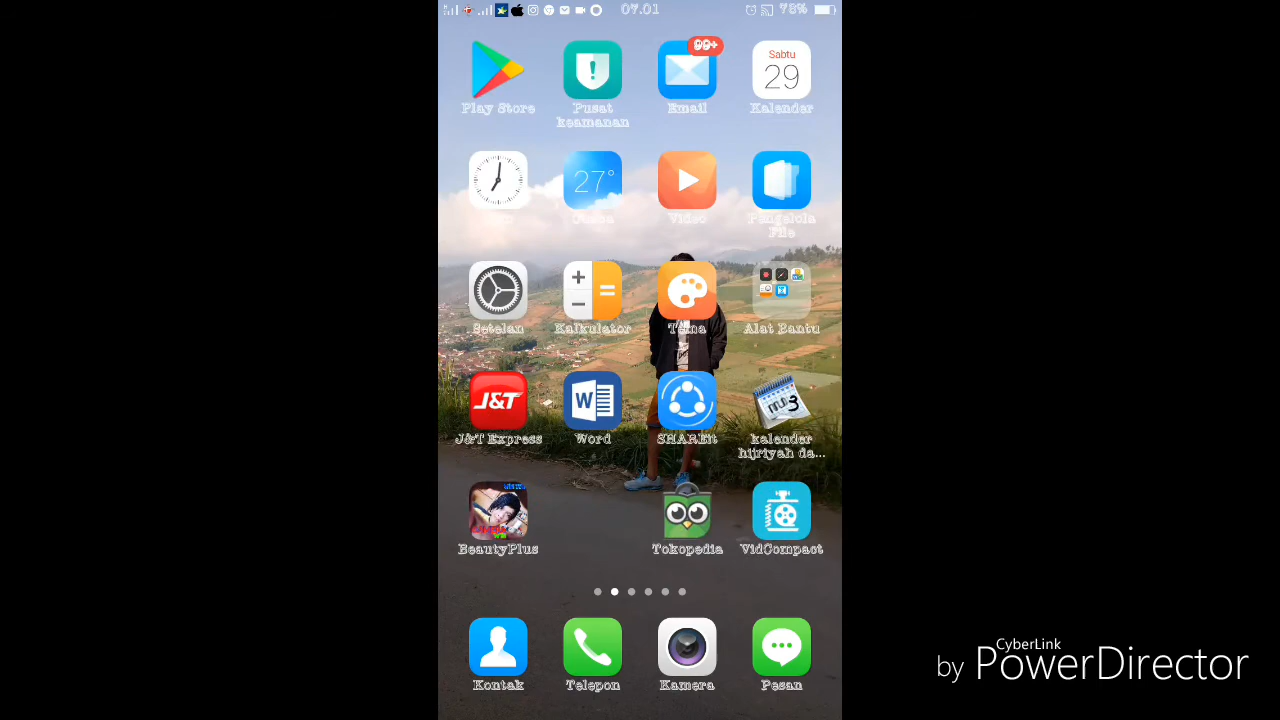 07.01
78%
99+
Sabtu
29
Play Store
Pusat
keamanan
Email
Kalender
27°
Cuaca
Video
Pengelola
File
Setelan
Kalkulator
Tema
Alat Bantu
J&T
W
J&T Express
Word
SHAREit
kalender
hijriyah da...
BeautyPlus
Tokopedia
VidCompact
Kontak
Telepon
Kamera
Pesan
CyberLink
by PowerDirector